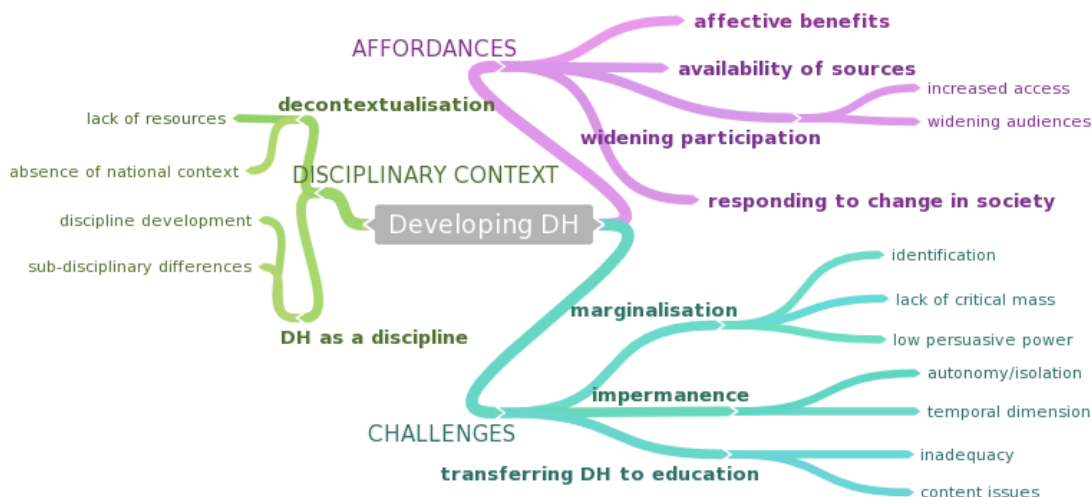 affective benefits
AFFORDANCES
availability of sources
increased access
decontextualisation
lack of resources
widening audiences
widening participation
absence of national context
DISCIPLINARY CONTEXT
responding to change in society
discipline development
Developing DH
identification
sub-disciplinary differences
lack of critical mass
marginalisation
DH as a discipline
low persuasive power
autonomy/isolation
impermanence
temporal dimension
CHALLENGES
inadequacy
transferring DH to education
content issues